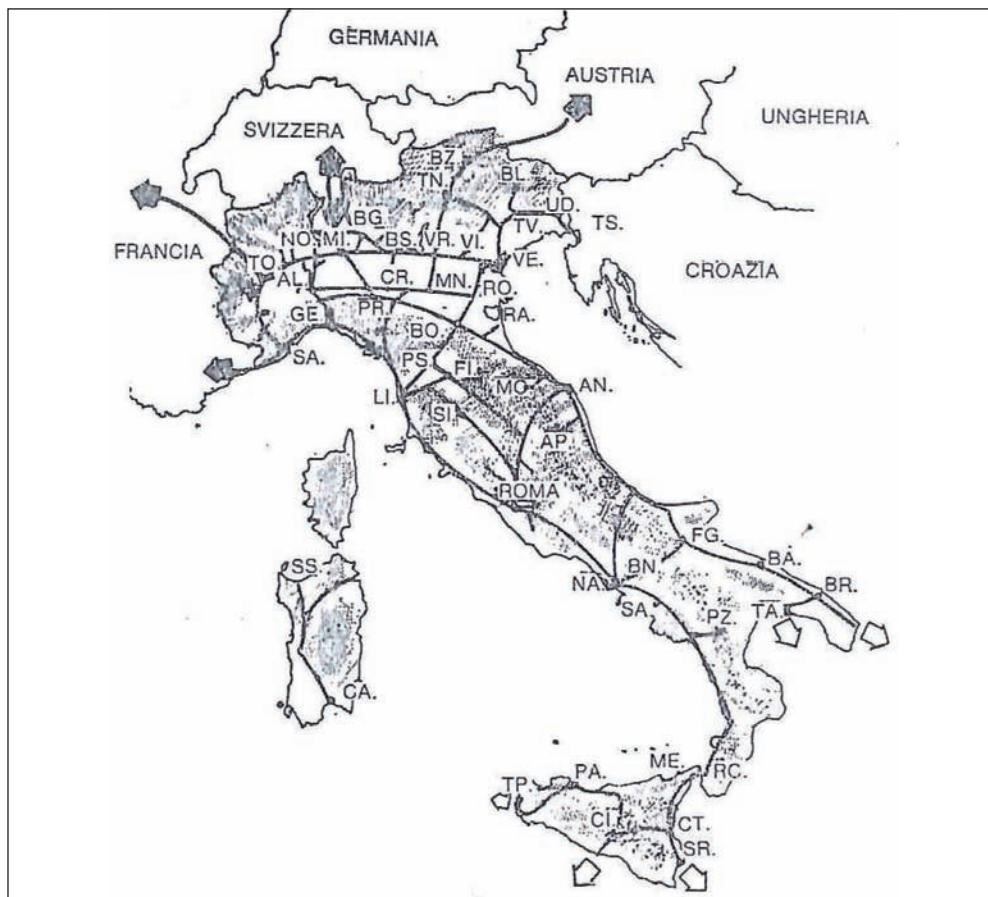 GERMANIA
AUSTRIA
UNGHERIA
SVIZZERA
BZ.
TN.
BL.
UD.
BG.
TS.
TV.
FRANCIA
NO.
MI.
BS.
VR.
VI.
VE.
TO.
CROAZIA
AL.
CR.
MN.
RO.
PR.
GE.
RA.
BO.
SA.
PS.
FI.
MO.
AN.
LI.
SI.
AP.
ROMA
FG.
BA.
SS.
BN.
NA.
BR.
SA.
PZ.
TA.
CA.
ME.
RC.
PA.
TP.
CI.
CT.
SR.